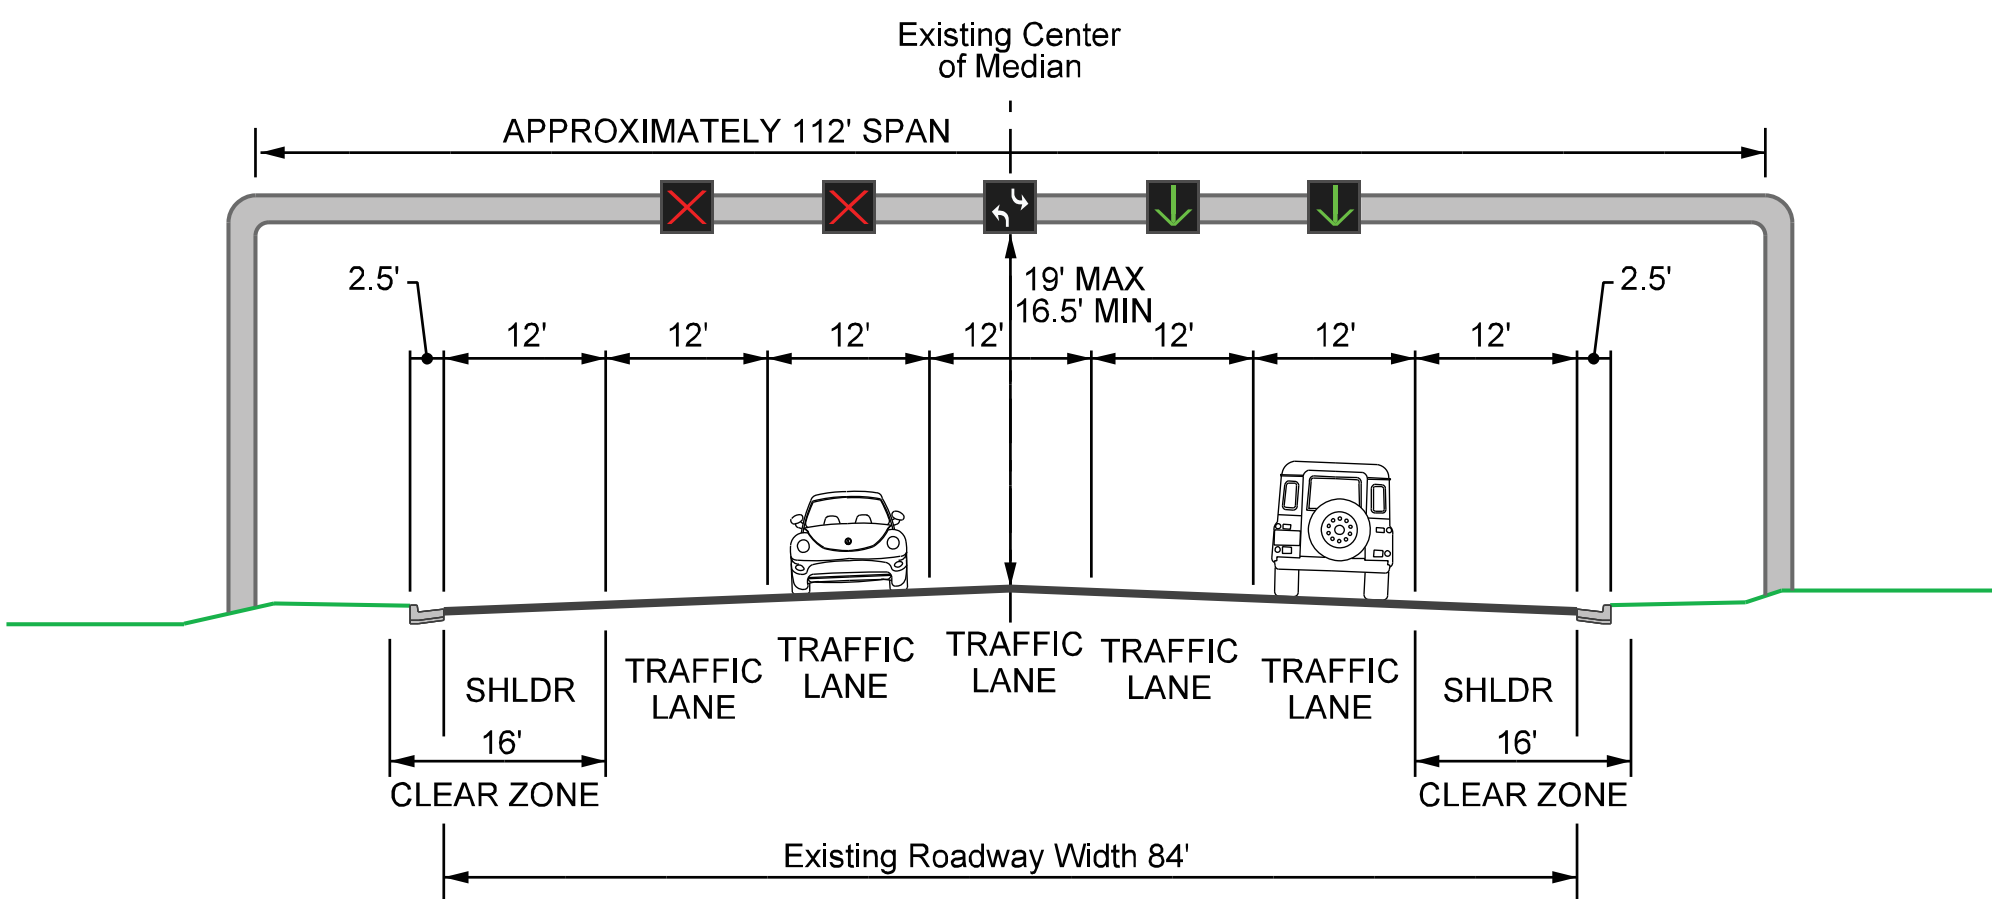 Existing Center
of Median
APPROXIMATELY 112' SPAN
19' MAX
16.5' MIN
2.5'
2.5'
12'
12'
12'
12'
12'
12'
12'
TRAFFIC
LANE
TRAFFIC
LANE
TRAFFIC
LANE
TRAFFIC
LANE
TRAFFIC
LANE
SHLDR
SHLDR
16'
16'
CLEAR ZONE
CLEAR ZONE
Existing Roadway Width 84'